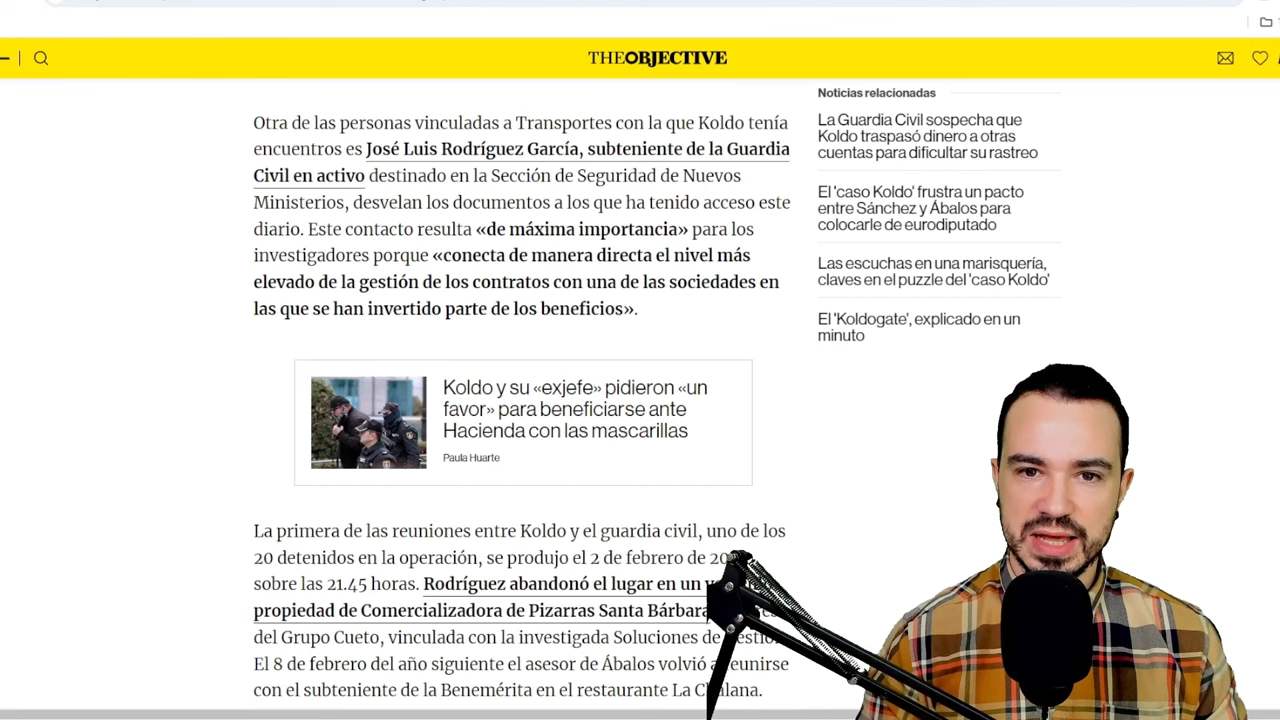 THEOBJECTIVE
Otra de las personas vinculadas a Transportes con la que Koldo tenía
encuentros es José Luis Rodríguez García, subteniente de la Guardia
Civil en activo destinado en la Sección de Seguridad de Nuevos
Ministerios, desvelan los documentos a los que ha tenido acceso este
diario. Este contacto resulta «de máxima importancia» para los
investigadores porque «conecta de manera directa el nivel más
elevado de la gestión de los contratos con una de las sociedades en
las que se han invertido parte de los beneficios».
Koldo y su «exjefe» pidieron «un
favor» para beneficiarse ante
Hacienda con las mascarillas
Paula Huarte
La primera de las reuniones entre Koldo y el guardia civil, uno de los
20 detenidos en la operación, se produjo el 2 de febrero de
sobre las 21.45 horas. Rodríguez abandonó el lugar en un
propiedad de Comercializadora de Pizarras Santa Bárbara
del Grupo Cueto, vinculada con la investigada Soluciones de
El 8 de febrero del año siguiente el asesor de Ábalos volvió a reunirse
con el subteniente de la Benemérita en el restaurante La
Noticias relacionadas
La Guardia Civil sospecha que
Koldo traspasó dinero a otras
cuentas para dificultar su rastreo
El 'caso Koldo' frustra un pacto
entre Sánchez y Ábalos para
colocarle de eurodiputado
Las escuchas en una marisquería,
claves en el puzzle del 'caso Koldo'
El 'Koldogate', explicado en un
minuto